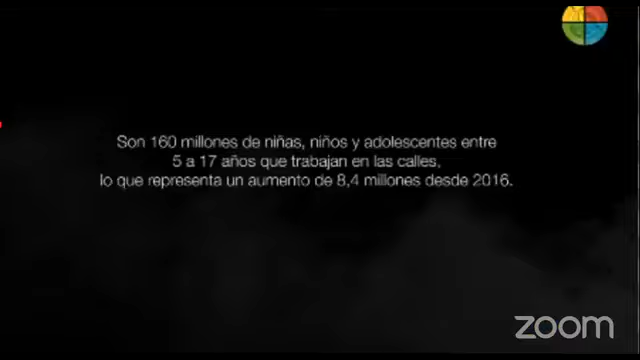 Son 160 millones de niñas, niños y adolescentes entre
5 a 17 años que trabajan en las calles,
lo que representa un aumento de 8,4 millones desde 2016.
zoom